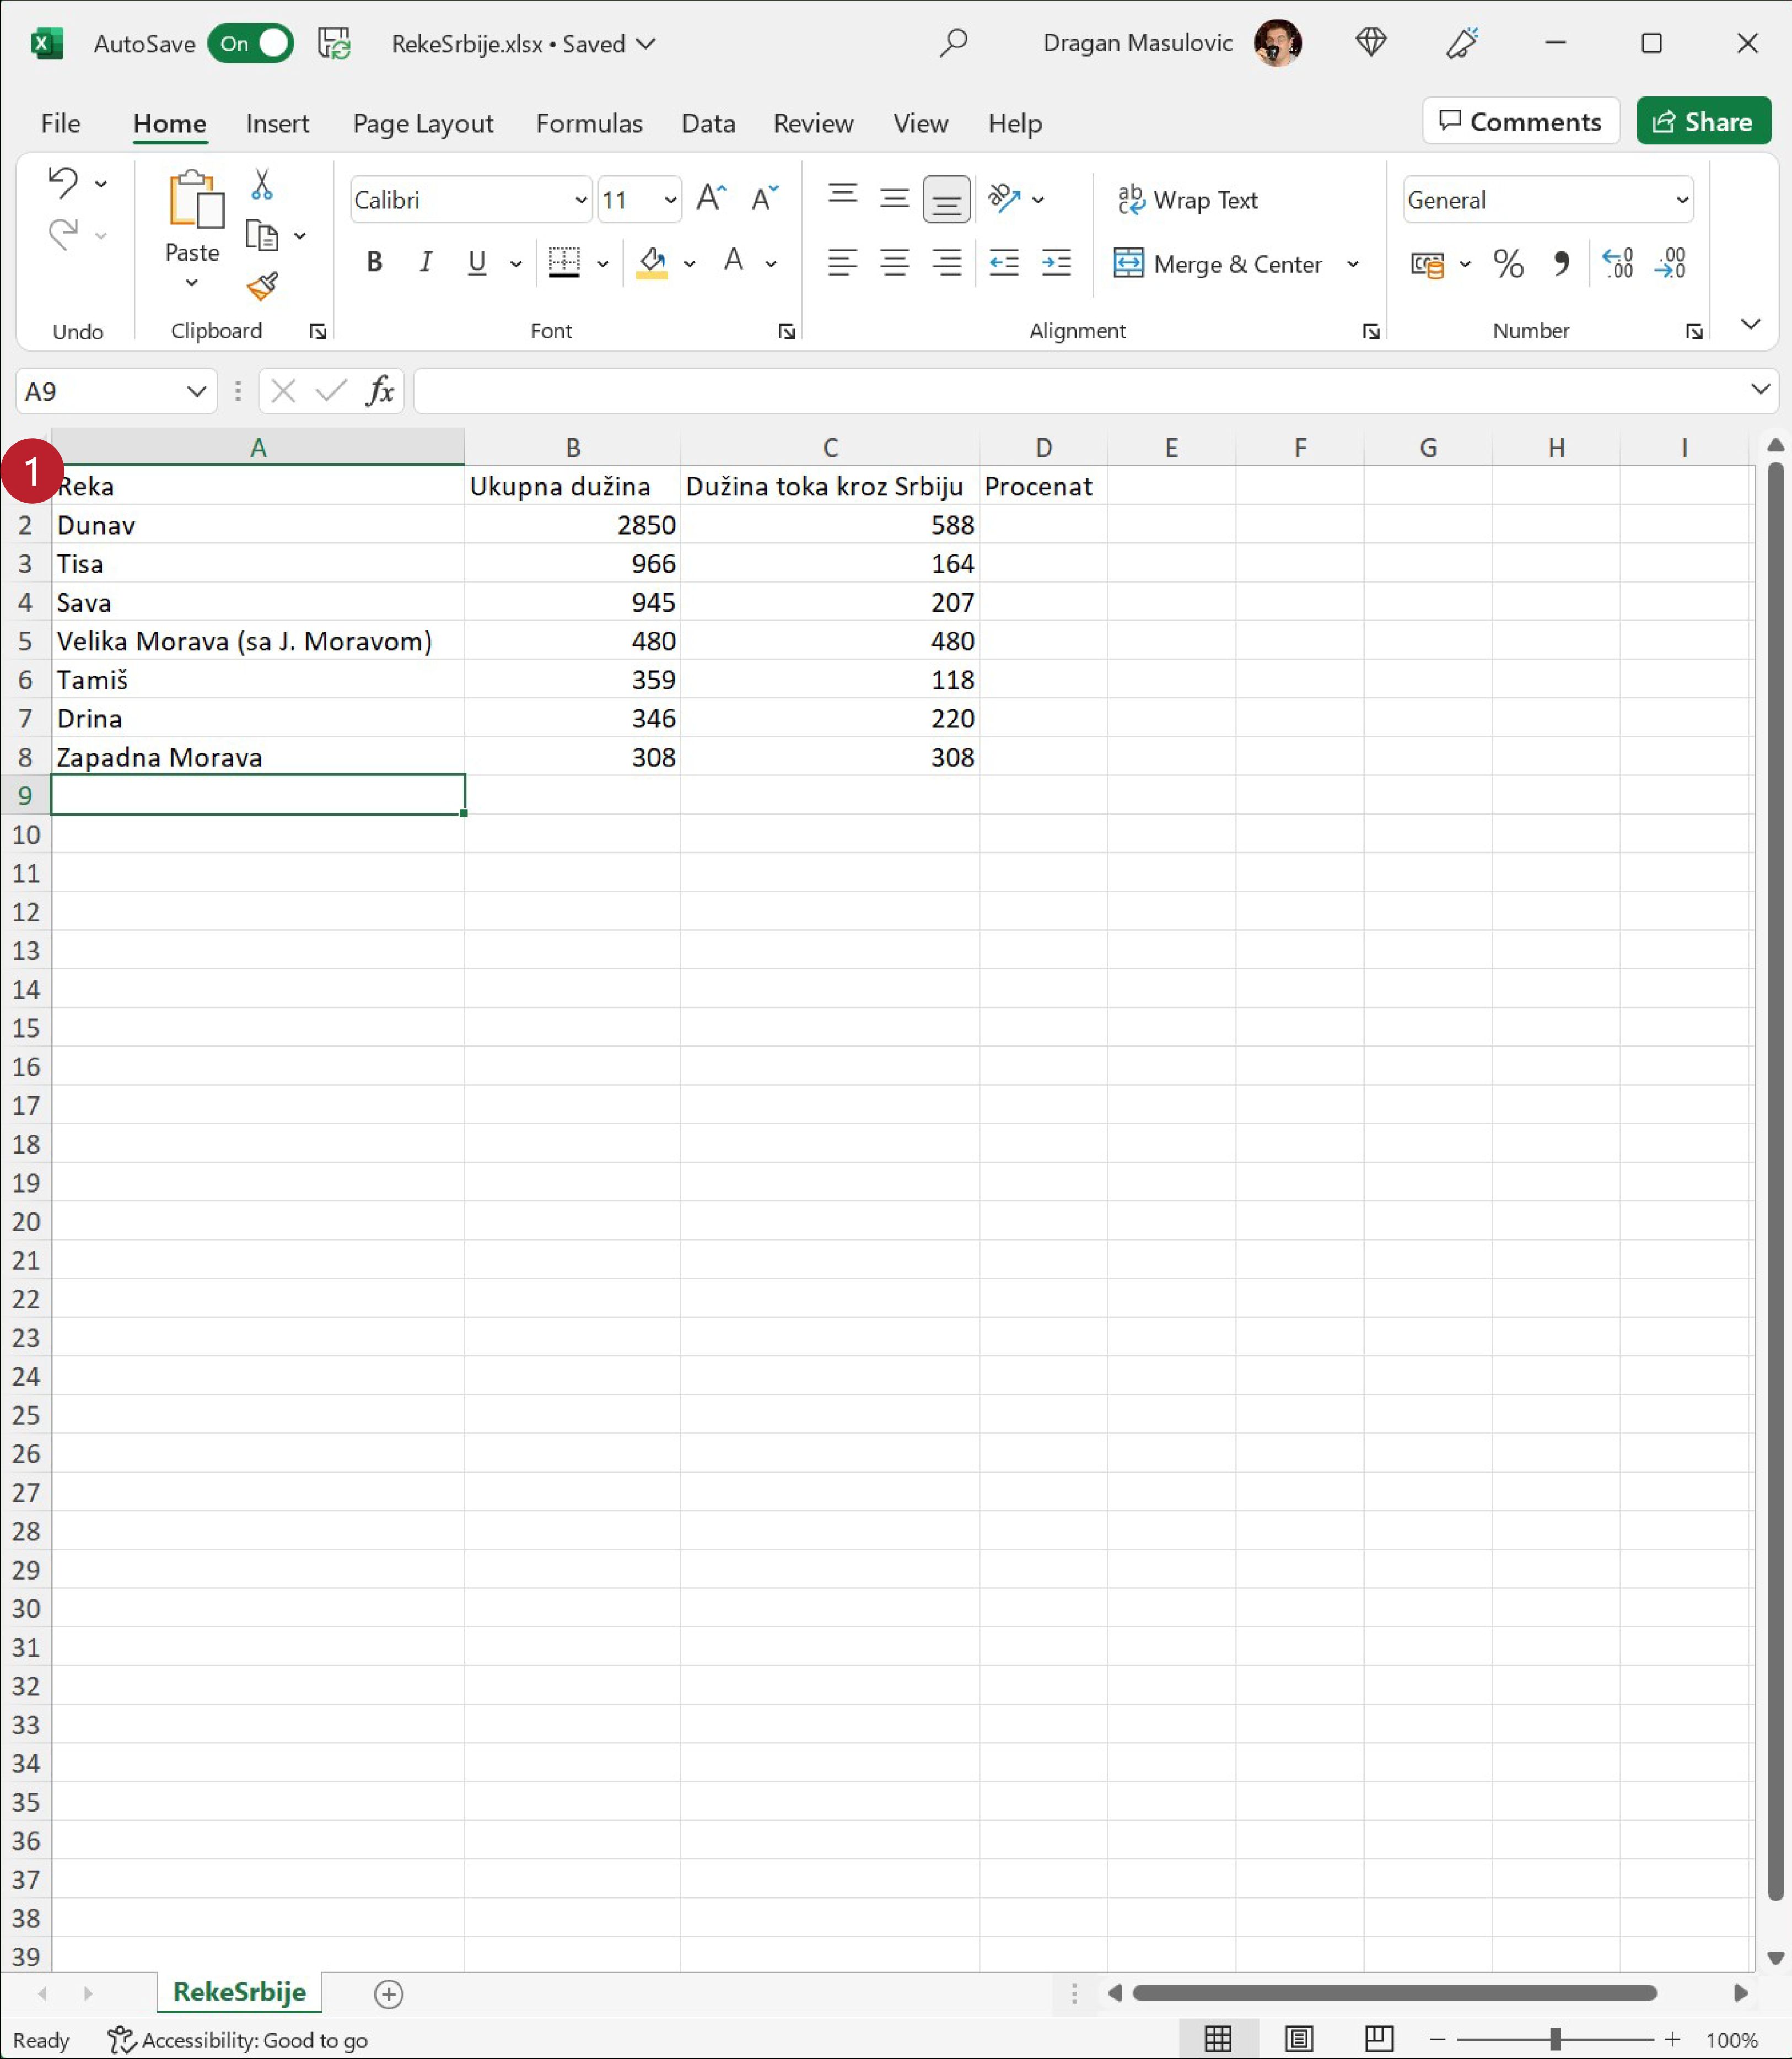 AutoSave On RekeSrbije.xlsx • Saved Dragan Masulovic
File Home Insert Page Layout Formulas Data Review View Help Comments Share
Paste Calibri 11 Wrap Text General
B I U A Merge & Center
Undo Clipboard Font Alignment Number
A9 fx
A B C D E F G H I
1 Reka Ukupna dužina Dužina toka kroz Srbiju Procenat
2 Dunav 2850 588
3 Tisa 966 164
4 Sava 945 207
5 Velika Morava (sa J. Moravom) 480 480
6 Tamiš 359 118
7 Drina 346 220
8 Zapadna Morava 308 308
9
10
11
12
13
14
15
16
17
18
19
20
21
22
23
24
25
26
27
28
29
30
31
32
33
34
35
36
37
38
39
RekeSrbije
Ready Accessibility: Good to go 100%